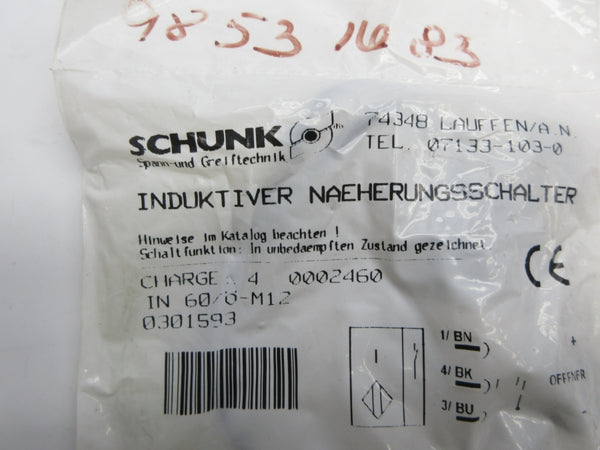 98 53 16 83
SCHUNK
Spann-und Greiftechnik
74348 LAUFFEN/A.N.
TEL. 07133-103-0
INDUKTIVER NAEHERUNGSSCHALTER
Hinweise im Katalog beachten !
Schaltfunktion: In unbedaempften Zustand gezeichnet.
CE
CHARGE : 4 0002460
IN 60/Ö-M12
0301593
1/ BN +
4/ BK OEFFNER
3/ BU -